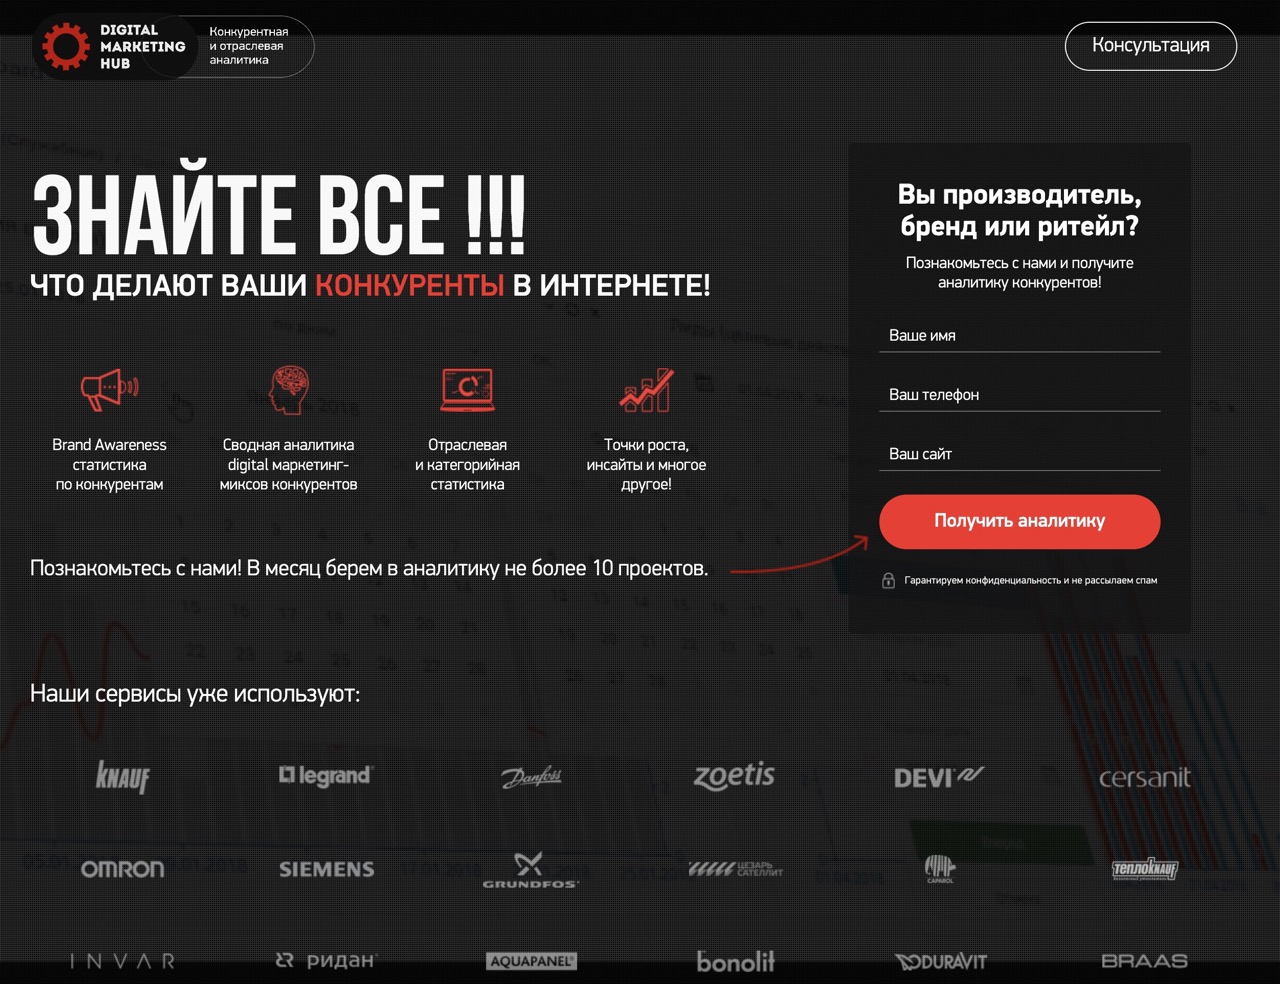 DIGITAL
MARKETING
HUB
Конкурентная
и отраслевая
аналитика
Консультация
ЗНАЙТЕ ВСЕ !!!
ЧТО ДЕЛАЮТ ВАШИ КОНКУРЕНТЫ В ИНТЕРНЕТЕ!
Brand Awareness
статистика
по конкурентам
Сводная аналитика
digital маркетинг-
миксов конкурентов
Отраслевая
и категорийная
статистика
Точки роста,
инсайты и многое
другое!
Познакомьтесь с нами! В месяц берем в аналитику не более 10 проектов.
Вы производитель,
бренд или ритейл?
Познакомьтесь с нами и получите
аналитику конкурентов!
Ваше имя
Ваш телефон
Ваш сайт
Получить аналитику
Гарантируем конфиденциальность и не рассылаем спам
Наши сервисы уже используют:
KNAUF
legrand
Danfoss
zoetis
DEVI
cersanit
OMRON
SIEMENS
GRUNDFOS
ЦЕЗАРЬ
САТЕЛЛИТ
CAPAROL
ТЕПЛОKNAUF
INVAR
РИДАН
AQUAPANEL
bonolit
DURAVIT
BRAAS